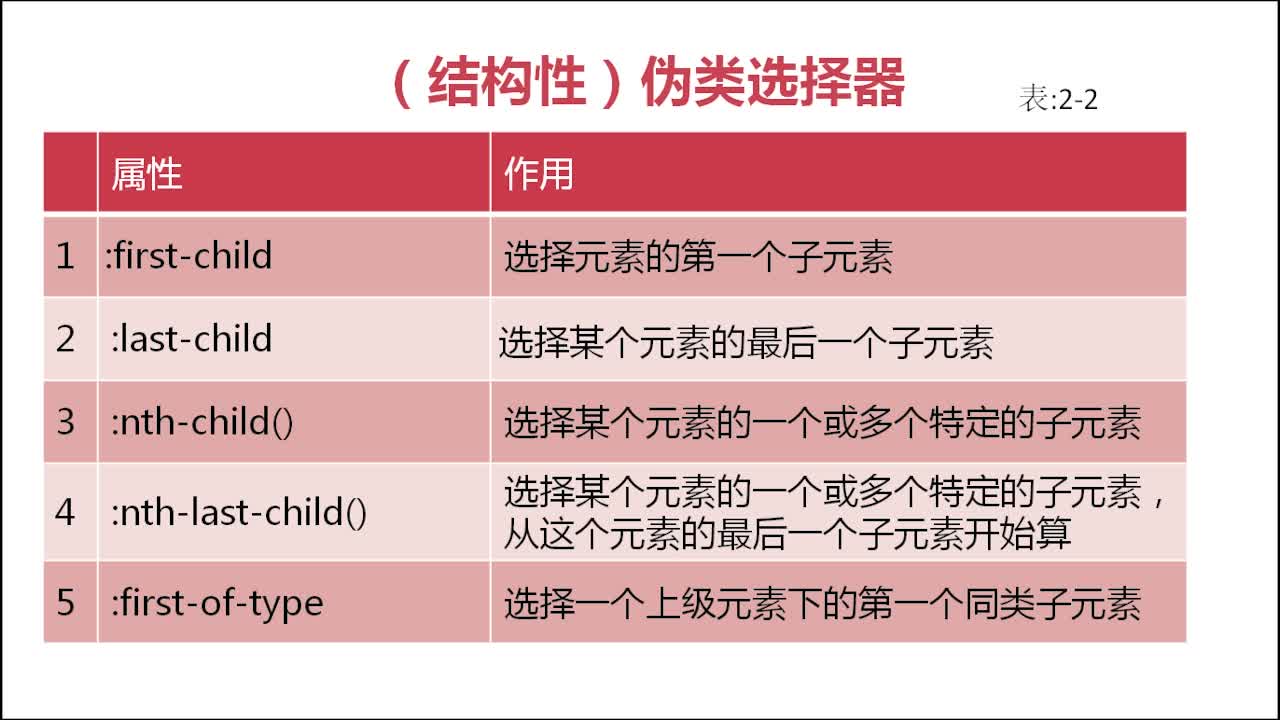 （结构性）伪类选择器
表:2-2
属性 作用
1 :first-child 选择元素的第一个子元素
2 :last-child 选择某个元素的最后一个子元素
3 :nth-child() 选择某个元素的一个或多个特定的子元素
4 :nth-last-child() 选择某个元素的一个或多个特定的子元素，
从这个元素的最后一个子元素开始算
5 :first-of-type 选择一个上级元素下的第一个同类子元素